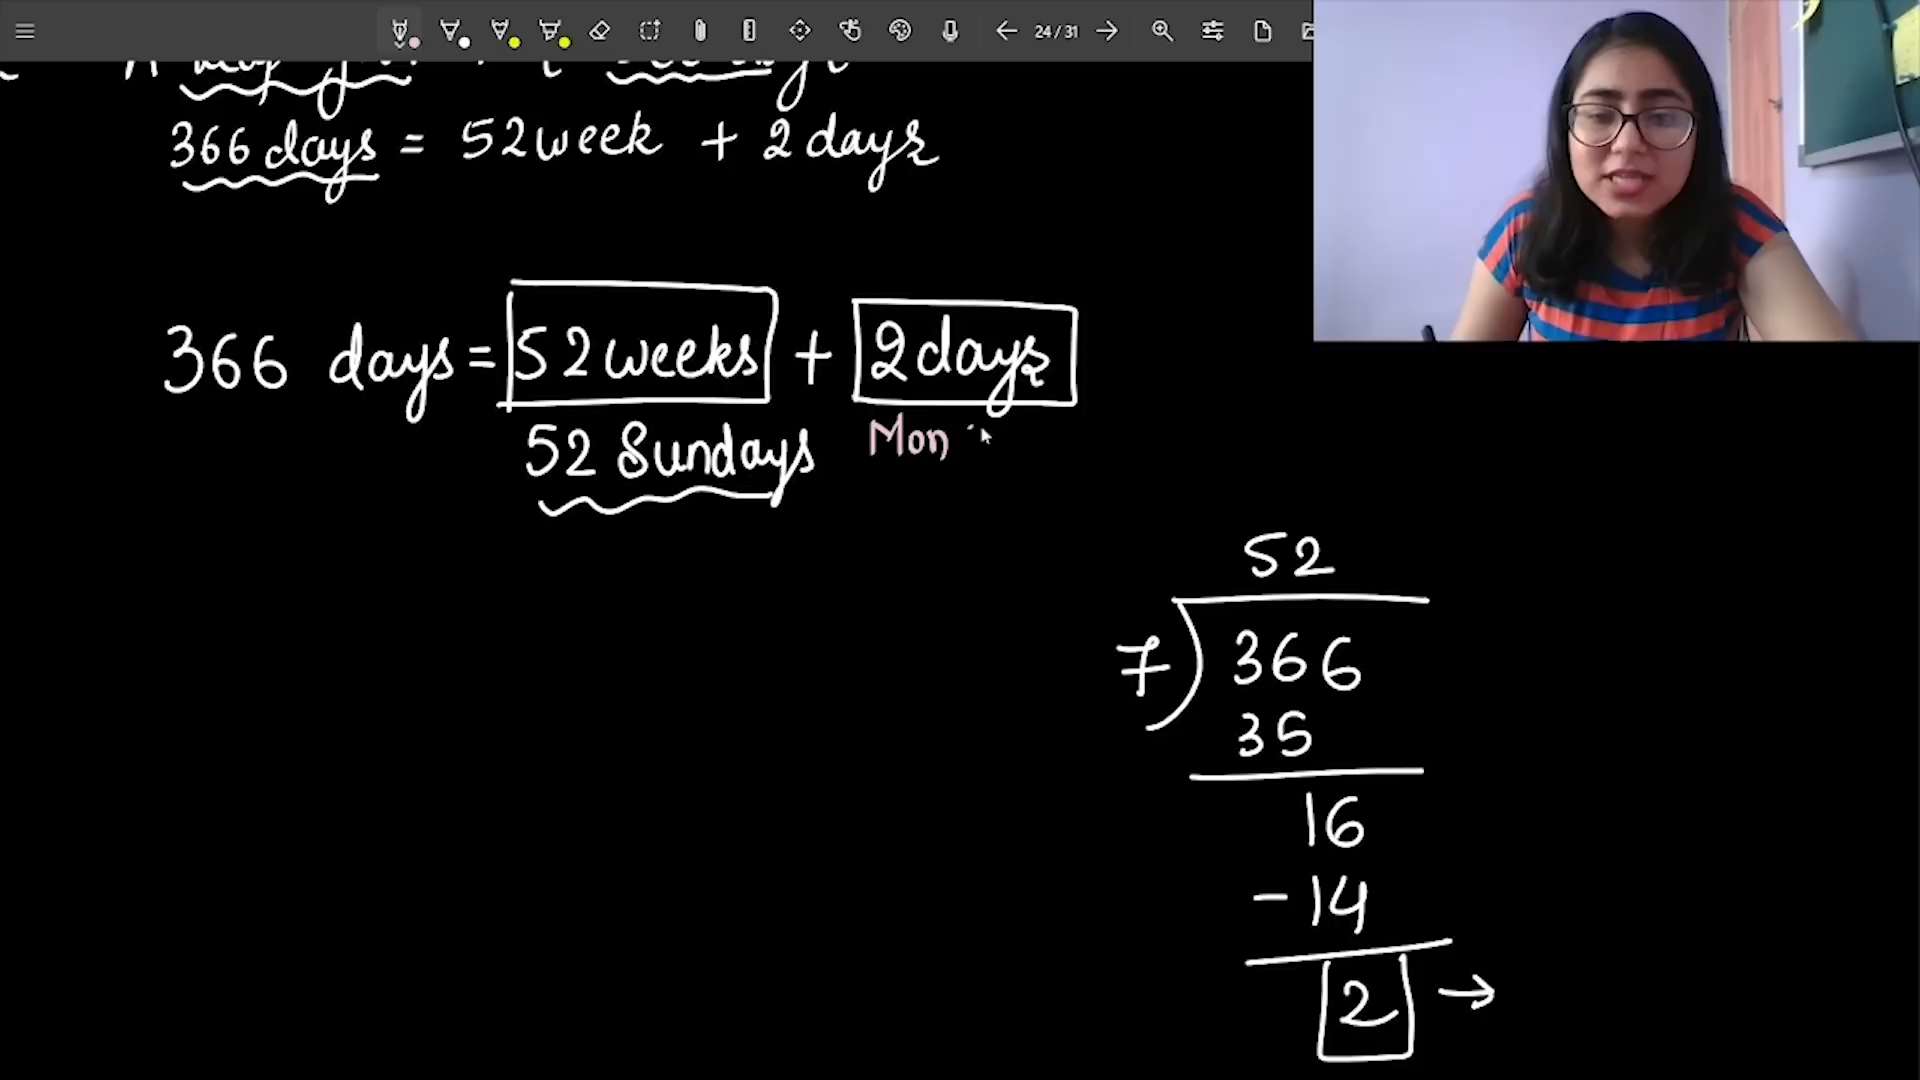 24/31
366 days = 52 week + 2 days
366 days = 52 weeks + 2 days
52 Sundays Mon
52
7 366
35
16
- 14
2 →